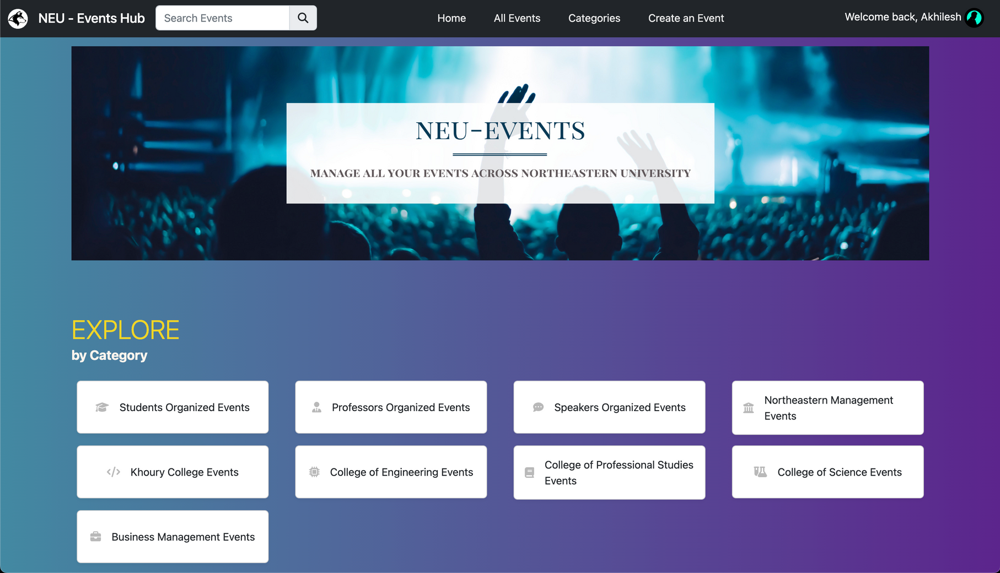 NEU - Events Hub
Search Events
Home
All Events
Categories
Create an Event
Welcome back, Akhilesh
NEU-EVENTS
MANAGE ALL YOUR EVENTS ACROSS NORTHEASTERN UNIVERSITY
EXPLORE
by Category
Students Organized Events
Professors Organized Events
Speakers Organized Events
Northeastern Management
Events
Khoury College Events
College of Engineering Events
College of Professional Studies
Events
College of Science Events
Business Management Events